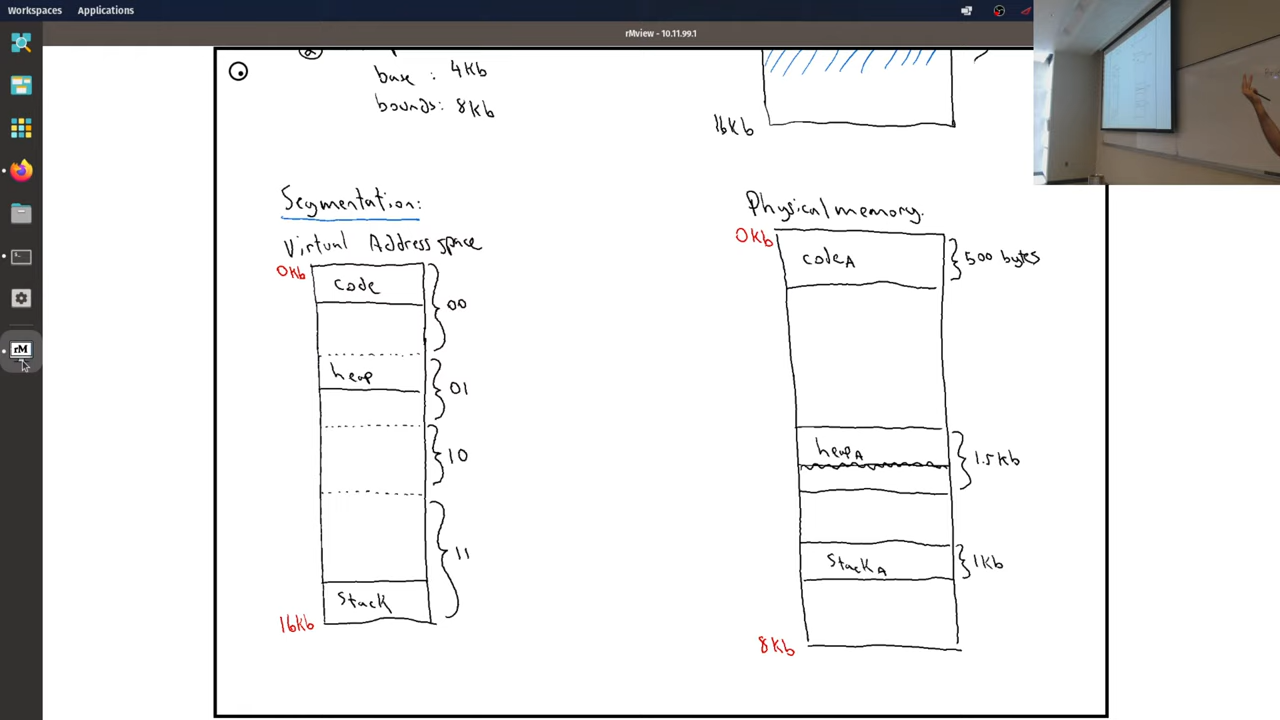 Workspaces Applications
rMview - 10.11.99.1
base : 4Kb
bounds: 8Kb
16Kb
Segmentation:
Virtual Address space
0Kb
code
00
heap
01
10
11
Stack
16Kb
Physical memory.
0Kb
codeA
500 bytes
heapA
1.5Kb
StackA
1Kb
8Kb
rM